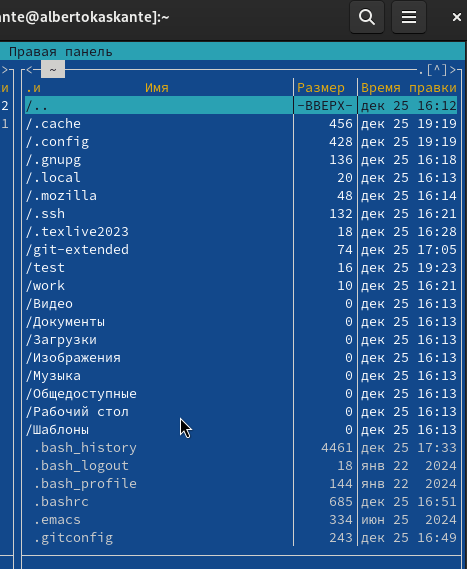 ante@albertokaskante]:~
Правая панель
>┐┌<─ ~ ─.[^]>┐
и .и Имя Размер Время правки
2 /.. -ВВЕРХ- дек 25 16:12
1 /.cache 456 дек 25 19:19
/.config 428 дек 25 19:19
/.gnupg 136 дек 25 16:18
/.local 20 дек 25 16:13
/.mozilla 48 дек 25 16:14
/.ssh 132 дек 25 16:21
/.texlive2023 18 дек 25 16:28
/git-extended 74 дек 25 17:05
/test 16 дек 25 19:23
/work 10 дек 25 16:21
/Видео 0 дек 25 16:13
/Документы 0 дек 25 16:13
/Загрузки 0 дек 25 16:13
/Изображения 0 дек 25 16:13
/Музыка 0 дек 25 16:13
/Общедоступные 0 дек 25 16:13
/Рабочий стол 0 дек 25 16:13
/Шаблоны 0 дек 25 16:13
.bash_history 4461 дек 25 17:33
.bash_logout 18 янв 22 2024
.bash_profile 144 янв 22 2024
.bashrc 685 дек 25 16:51
.emacs 334 июн 25 2024
.gitconfig 243 дек 25 16:49